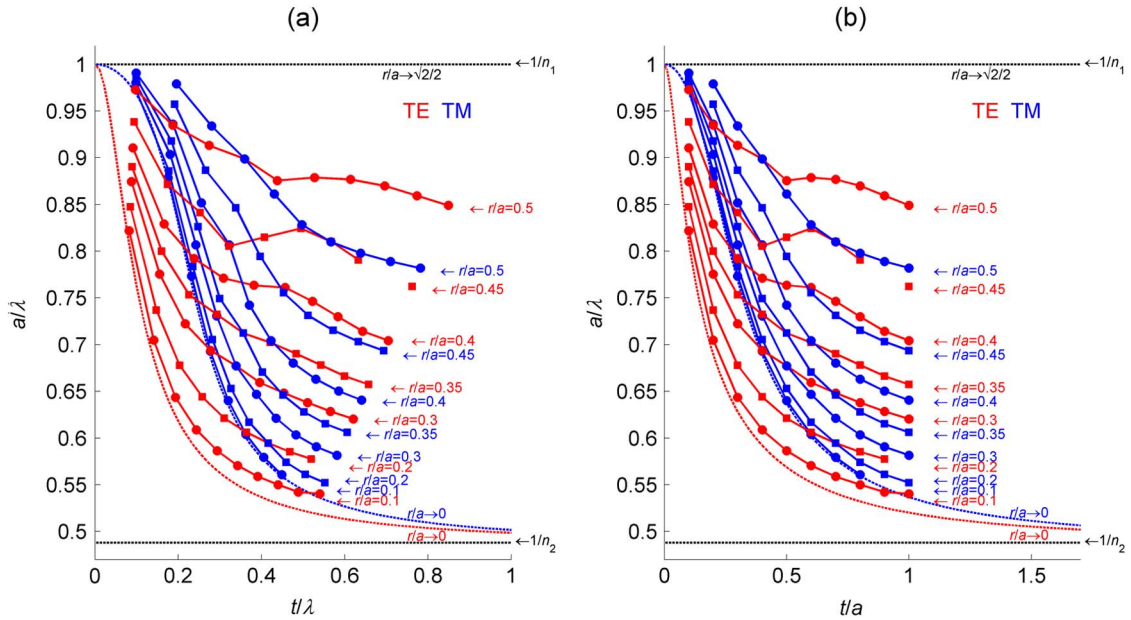 (a)
1
0.95
0.9
0.85
0.8
0.75
0.7
0.65
0.6
0.55
0.5
a/λ
0
0.2
0.4
0.6
0.8
1
t/λ
←1/n1
r/a→√2/2
TE TM
← r/a=0.5
← r/a=0.5
← r/a=0.45
← r/a=0.4
← r/a=0.45
← r/a=0.35
← r/a=0.4
← r/a=0.3
← r/a=0.35
← r/a=0.3
← r/a=0.2
← r/a=0.2
← r/a=0.1
← r/a=0.1
r/a→0
r/a→0
←1/n2
(b)
1
0.95
0.9
0.85
0.8
0.75
0.7
0.65
0.6
0.55
0.5
a/λ
0
0.5
1
1.5
t/a
←1/n1
r/a→√2/2
TE TM
← r/a=0.5
← r/a=0.5
← r/a=0.45
← r/a=0.4
← r/a=0.45
← r/a=0.35
← r/a=0.4
← r/a=0.3
← r/a=0.35
← r/a=0.3
← r/a=0.2
← r/a=0.2
← r/a=0.1
← r/a=0.1
r/a→0
r/a→0
←1/n2